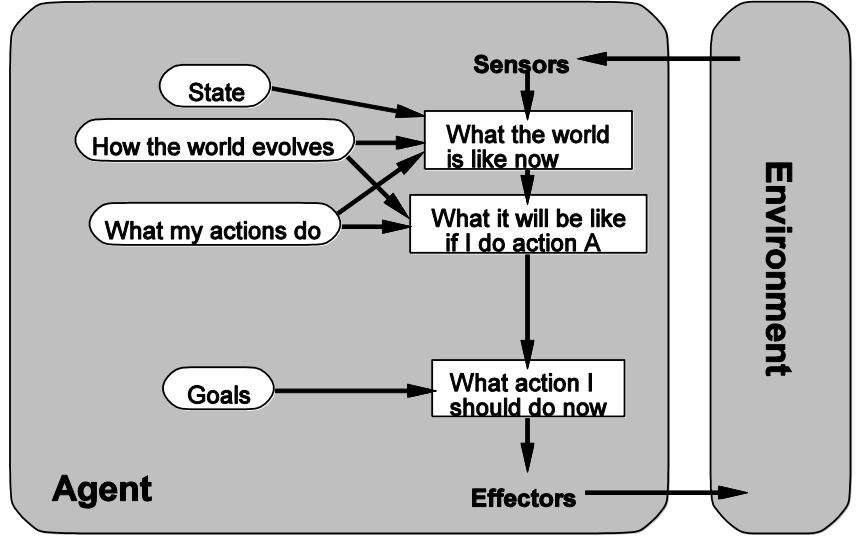 Sensors
State
What the world
is like now
How the world evolves
What my actions do
What it will be like
if I do action A
Goals
What action I
should do now
Agent
Effectors
Environment